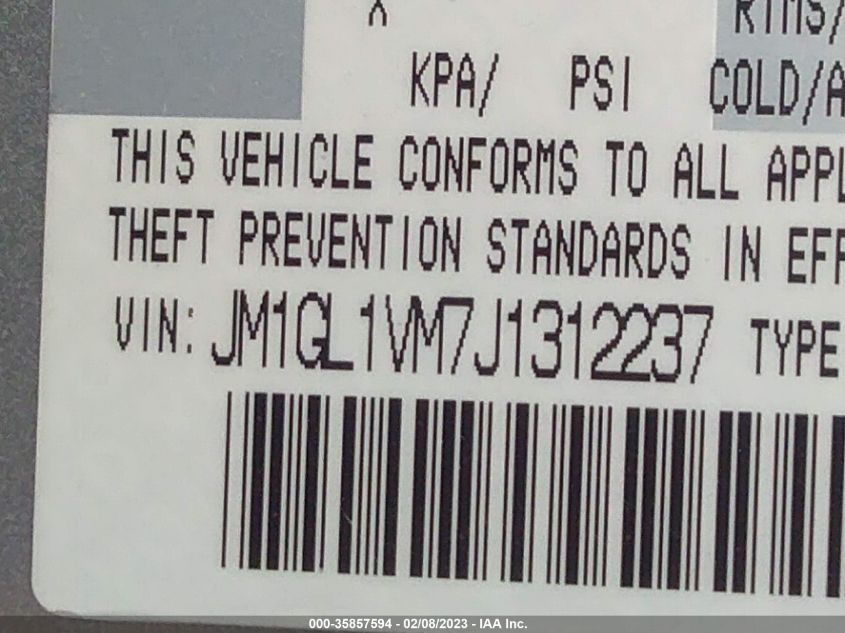 KPA/ PSI COLD/A
THIS VEHICLE CONFORMS TO ALL APPL
THEFT PREVENTION STANDARDS IN EFF
VIN: JM1GL1VM7J1312237 TYPE
000-35857594 - 02/08/2023 - IAA Inc.